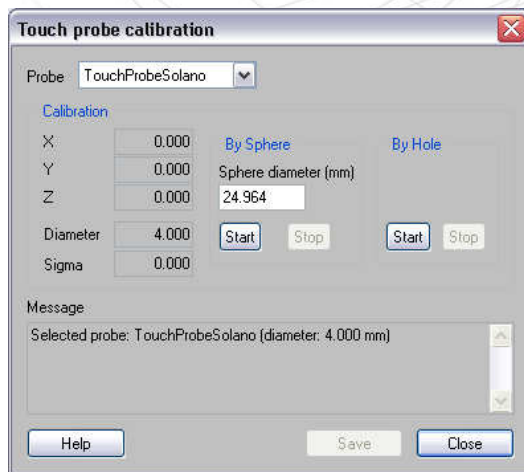 Touch probe calibration
Probe TouchProbeSolano
Calibration
X 0.000
Y 0.000
Z 0.000
Diameter 4.000
Sigma 0.000
By Sphere
Sphere diameter (mm)
24.964
Start Stop
By Hole
Start Stop
Message
Selected probe: TouchProbeSolano (diameter: 4.000 mm)
Help Save Close